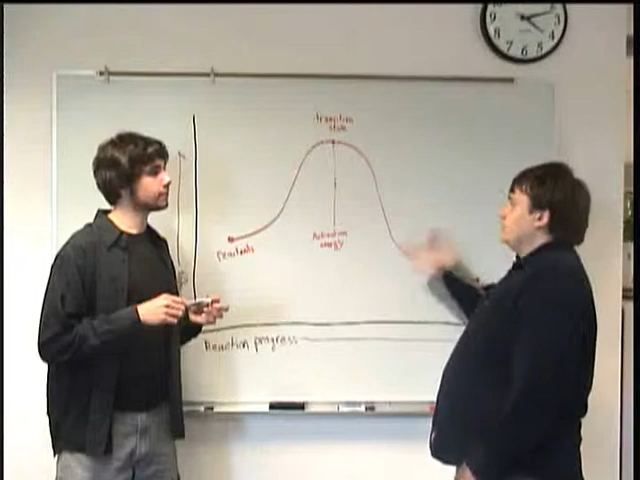 transition
state
Activation
energy
reactants
Reaction progress